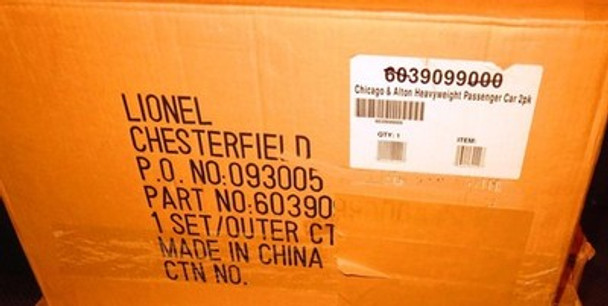 6039099000
Chicago & Alton Heavyweight Passenger Car 2pk
QTY: 1
ITEM:
LIONEL
CHESTERFIELD
P.O. NO:093005
PART NO:60390
1 SET/OUTER CT
MADE IN CHINA
CTN NO.